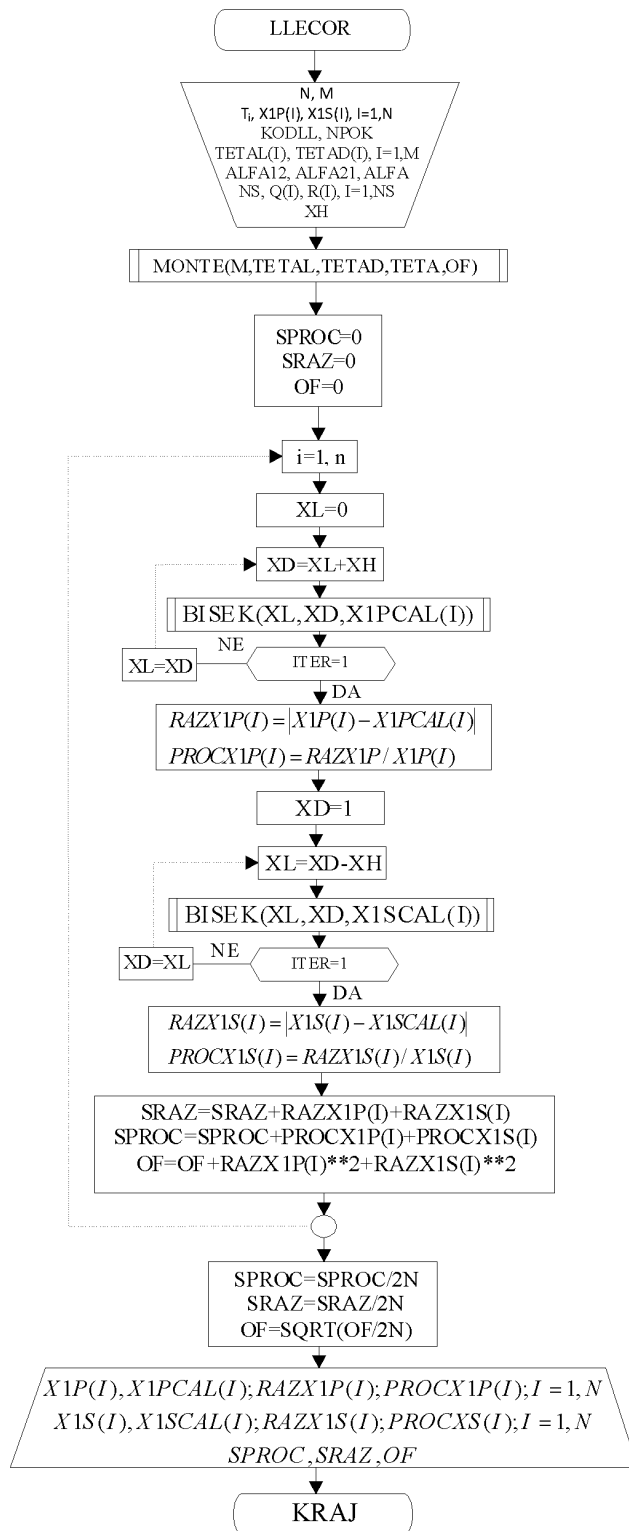 LLECOR
N, M
Tᵢ, X1P(I), X1S(I), I=1,N
KODLL, NPOK
TETAL(I), TETAD(I), I=1,M
ALFA12, ALFA21, ALFA
NS, Q(I), R(I), I=1,NS
XH
MONTE(M,TETAL,TETAD,TETA,OF)
SPROC=0
SRAZ=0
OF=0
i=1, n
XL=0
XD=XL+XH
BISEK(XL,XD,X1PCAL(I))
NE
ITER=1
XL=XD
DA
RAZX1P(I)=|X1P(I)-X1PCAL(I)|
PROCX1P(I)=RAZX1P/X1P(I)
XD=1
XL=XD-XH
BISEK(XL,XD,X1SCAL(I))
NE
ITER=1
XD=XL
DA
RAZX1S(I)=|X1S(I)-X1SCAL(I)|
PROCX1S(I)=RAZX1S(I)/X1S(I)
SRAZ=SRAZ+RAZX1P(I)+RAZX1S(I)
SPROC=SPROC+PROCX1P(I)+PROCX1S(I)
OF=OF+RAZX1P(I)**2+RAZX1S(I)**2
SPROC=SPROC/2N
SRAZ=SRAZ/2N
OF=SQRT(OF/2N)
X1P(I),X1PCAL(I);RAZX1P(I);PROCX1P(I);I=1,N
X1S(I),X1SCAL(I);RAZX1S(I);PROCXS(I);I=1,N
SPROC,SRAZ,OF
KRAJ